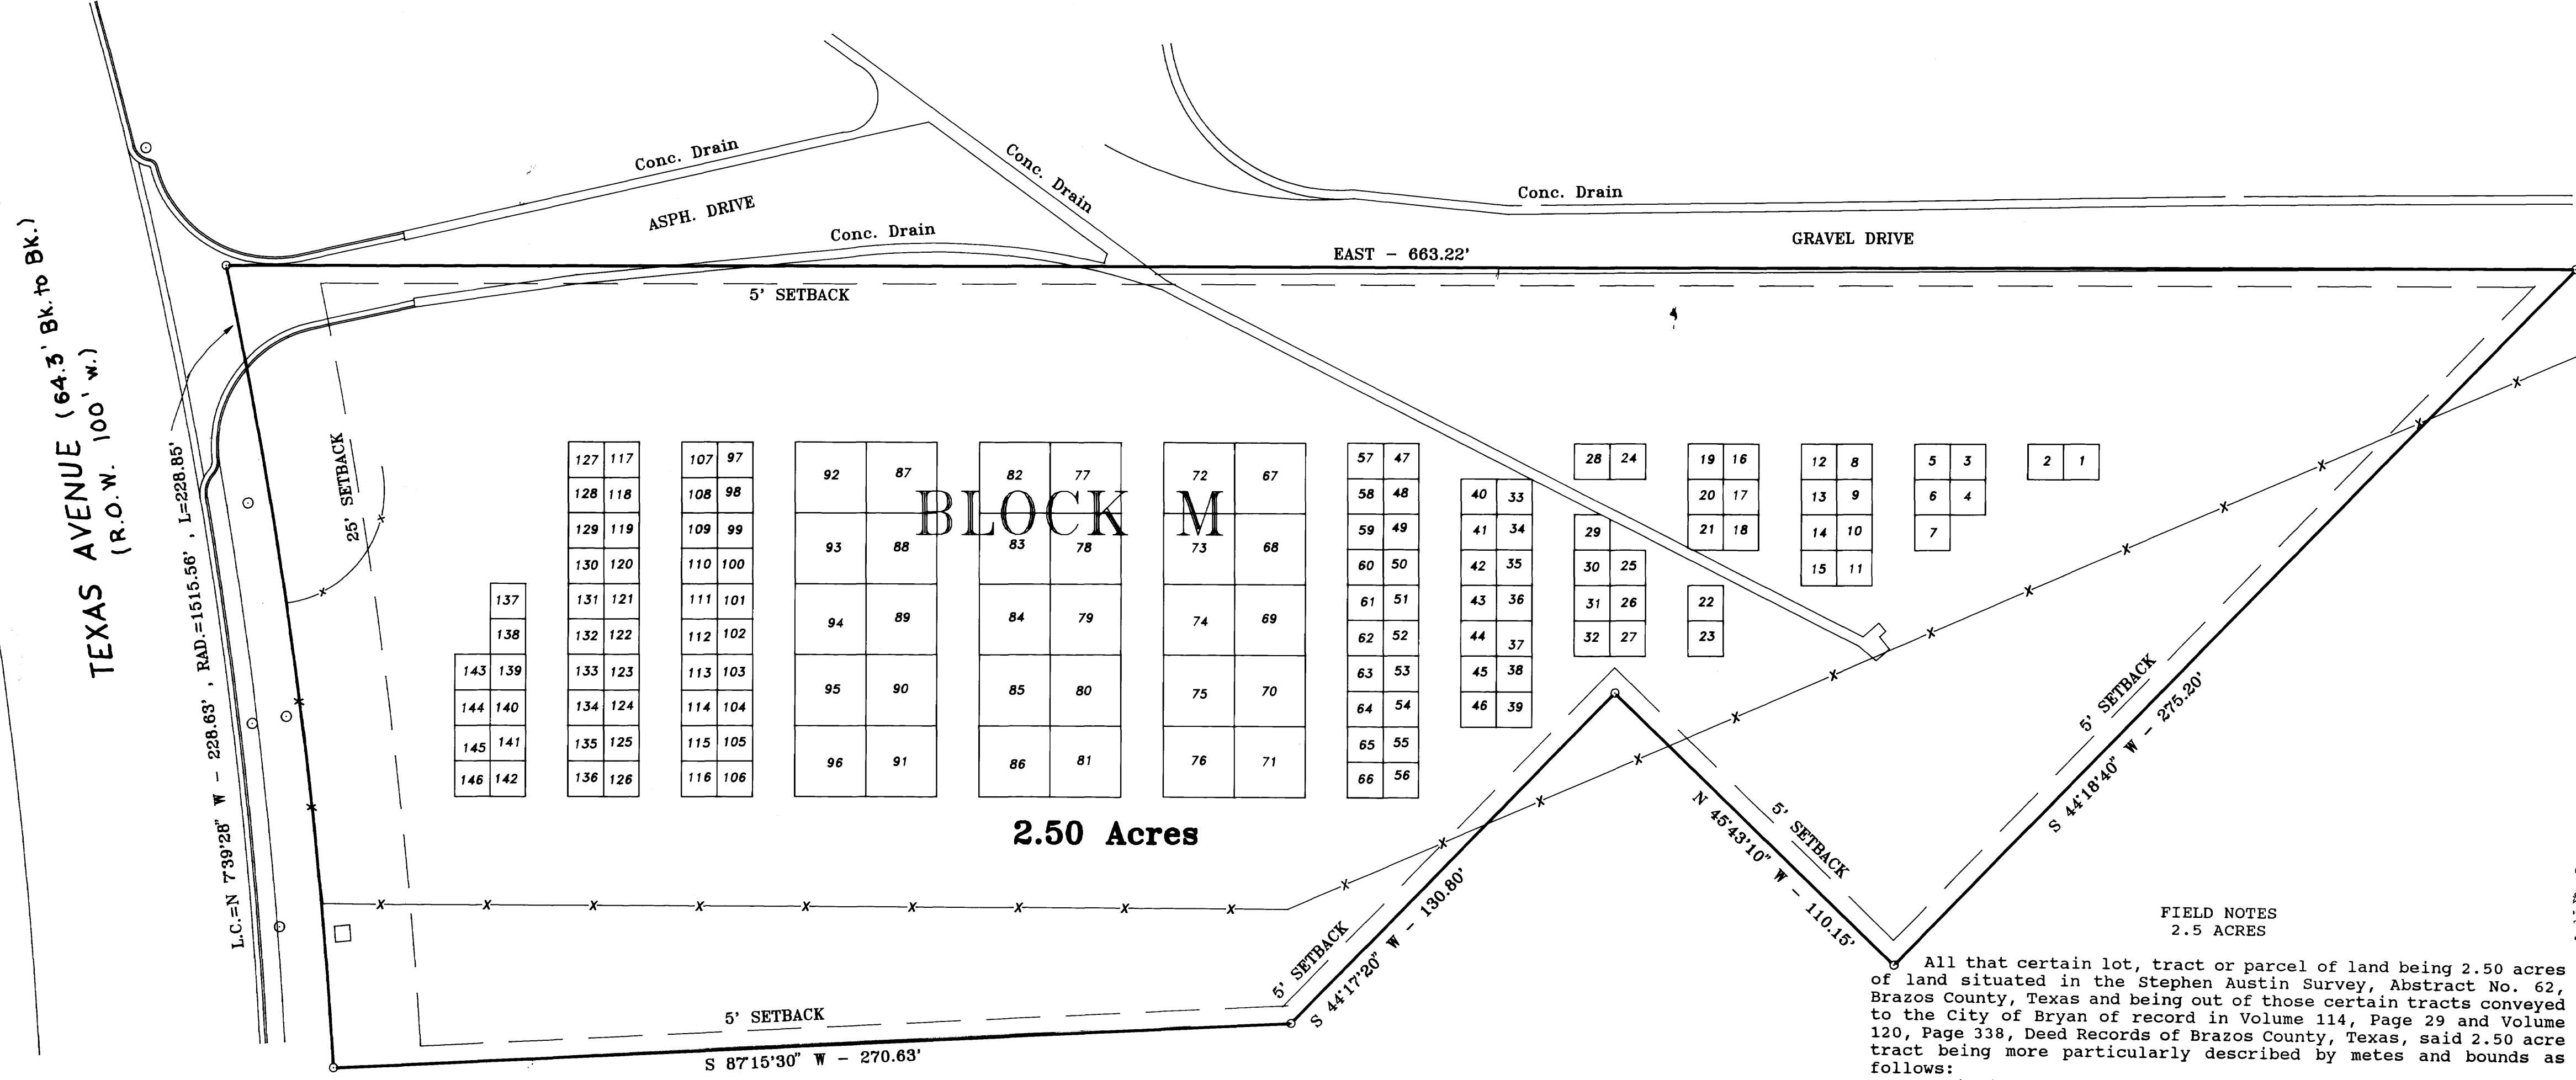 TEXAS AVENUE (64.3' Bk. to Bk.)
(R.O.W. 100' w.)
L.C.=N 7°39'28" W - 228.63' , RAD.=1515.56' , L=228.85'
Conc. Drain
ASPH. DRIVE
Conc. Drain
Conc. Drain
Conc. Drain
GRAVEL DRIVE
EAST - 663.22'
5' SETBACK
25' SETBACK
BLOCK M
137
138
143 139
144 140
145 141
146 142
127 117
128 118
129 119
130 120
131 121
132 122
133 123
134 124
135 125
136 126
107 97
108 98
109 99
110 100
111 101
112 102
113 103
114 104
115 105
116 106
92 87
93 88
94 89
95 90
96 91
82 77
83 78
84 79
85 80
86 81
72 67
73 68
74 69
75 70
76 71
57 47
58 48
59 49
60 50
61 51
62 52
63 53
64 54
65 55
66 56
40 33
41 34
42 35
43 36
44 37
45 38
46 39
28 24
29
30 25
31 26
32 27
19 16
20 17
21 18
22
23
12 8
13 9
14 10
15 11
5 3
6 4
7
2 1
2.50 Acres
5' SETBACK
S 87°15'30" W - 270.63'
5' SETBACK
S 44°17'20" W - 130.80'
5' SETBACK
N 45°43'10" W - 110.15'
5' SETBACK
S 44°18'40" W - 275.20'
FIELD NOTES
2.5 ACRES
All that certain lot, tract or parcel of land being 2.50 acres
of land situated in the Stephen Austin Survey, Abstract No. 62,
Brazos County, Texas and being out of those certain tracts conveyed
to the City of Bryan of record in Volume 114, Page 29 and Volume
120, Page 338, Deed Records of Brazos County, Texas, said 2.50 acre
tract being more particularly described by metes and bounds as
follows: